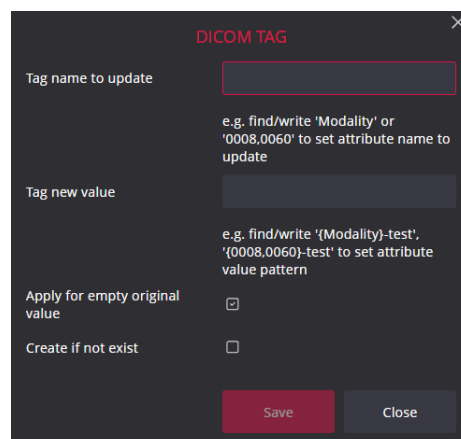 DICOM TAG
Tag name to update
e.g. find/write 'Modality' or
'0008,0060' to set attribute name to
update
Tag new value
e.g. find/write '{Modality}-test',
'{0008,0060}-test' to set attribute
value pattern
Apply for empty original
value
Create if not exist
Save Close